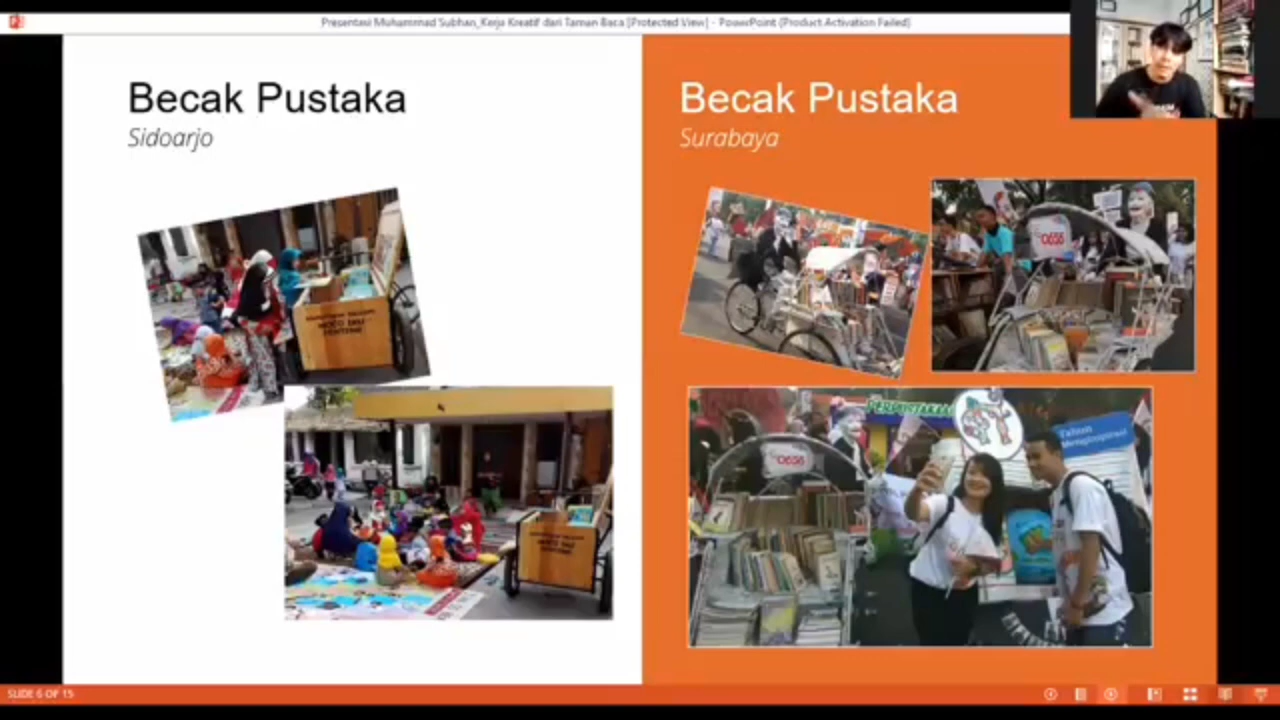 Presentasi Muhammad Subhan_Kerja Kreatif dari Taman Baca [Protected View] - PowerPoint (Product Activation Failed)
Becak Pustaka
Sidoarjo
Becak Pustaka
Surabaya
PERPUSTAKAAN
SLIDE 6 OF 15